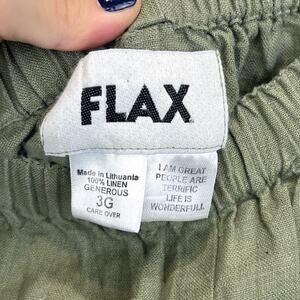 FLAX
Made in Lithuania
100% LINEN
GENEROUS
3G
CARE OVER
I AM GREAT
PEOPLE ARE
TERRIFIC
LIFE IS
WONDERFULL